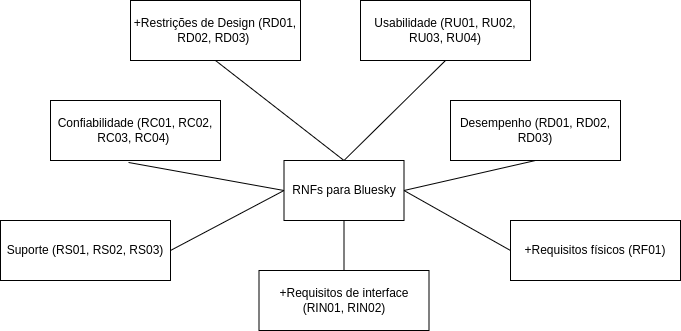 +Restrições de Design (RD01,
RD02, RD03)
Usabilidade (RU01, RU02,
RU03, RU04)
Confiabilidade (RC01, RC02,
RC03, RC04)
Desempenho (RD01, RD02,
RD03)
RNFs para Bluesky
Suporte (RS01, RS02, RS03)
+Requisitos físicos (RF01)
+Requisitos de interface
(RIN01, RIN02)